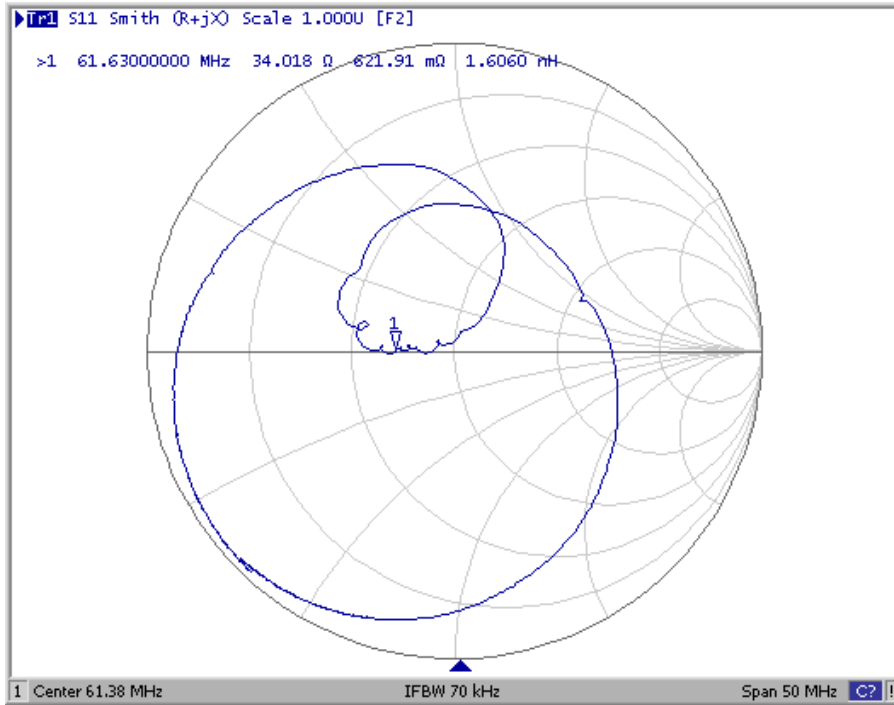 Tr1 S11 Smith (R+jX) Scale 1.000U [F2]
>1 61.63000000 MHz 34.018 Ω 621.91 mΩ 1.6060 nH
1
1 Center 61.38 MHz IFBW 70 kHz Span 50 MHz C? !